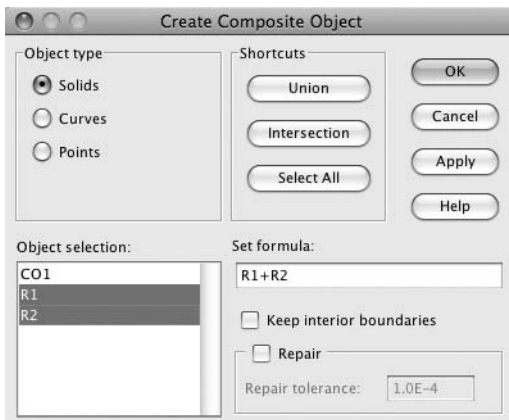 Create Composite Object
Object type
Solids
Curves
Points
Shortcuts
Union
Intersection
Select All
OK
Cancel
Apply
Help
Object selection:
CO1
R1
R2
Set formula:
R1+R2
Keep interior boundaries
Repair
Repair tolerance: 1.0E-4